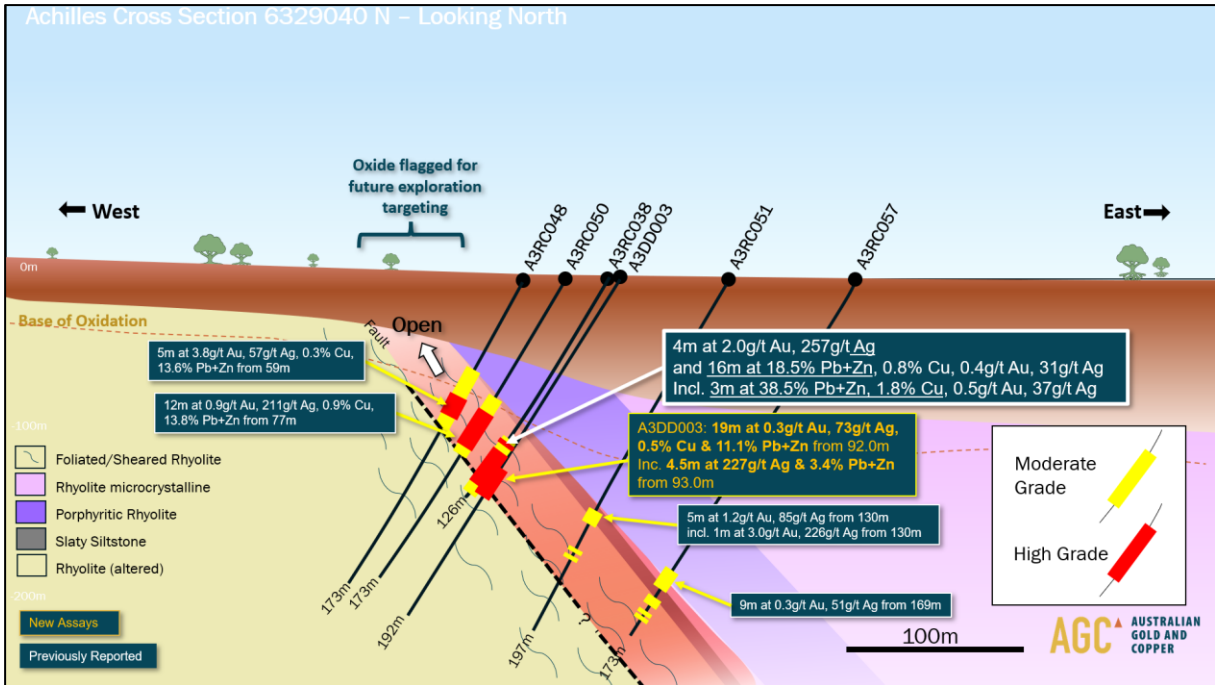 Achilles Cross Section 6329040 N – Looking North
Oxide flagged for
future exploration
targeting
West
East
A3RC048
A3RC050
A3RC038
A3DD003
A3RC051
A3RC057
0m
Base of Oxidation
Fault
Open
5m at 3.8g/t Au, 57g/t Ag, 0.3% Cu,
13.6% Pb+Zn from 59m
12m at 0.9g/t Au, 211g/t Ag, 0.9% Cu,
13.8% Pb+Zn from 77m
4m at 2.0g/t Au, 257g/t Ag
and 16m at 18.5% Pb+Zn, 0.8% Cu, 0.4g/t Au, 31g/t Ag
Incl. 3m at 38.5% Pb+Zn, 1.8% Cu, 0.5g/t Au, 37g/t Ag
A3DD003: 19m at 0.3g/t Au, 73g/t Ag,
0.5% Cu & 11.1% Pb+Zn from 92.0m
Inc. 4.5m at 227g/t Ag & 3.4% Pb+Zn
from 93.0m
5m at 1.2g/t Au, 85g/t Ag from 130m
incl. 1m at 3.0g/t Au, 226g/t Ag from 130m
9m at 0.3g/t Au, 51g/t Ag from 169m
-100m
Foliated/Sheared Rhyolite
Rhyolite microcrystalline
Porphyritic Rhyolite
Slaty Siltstone
Rhyolite (altered)
-200m
New Assays
Previously Reported
126m
173m
173m
192m
197m
173m
?
Moderate
Grade
High Grade
100m
AGC
AUSTRALIAN
GOLD AND
COPPER